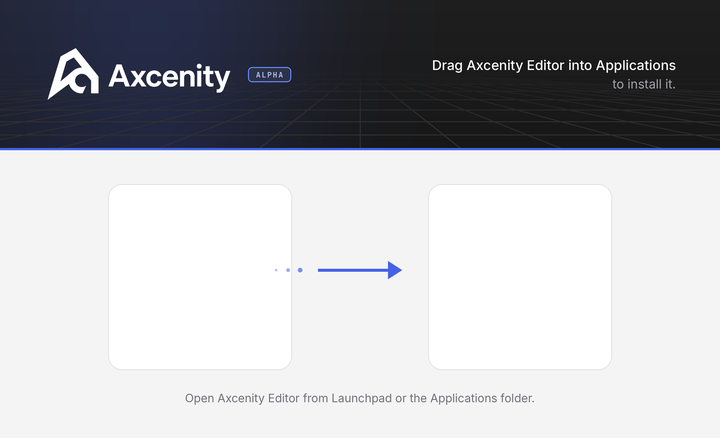 Axcenity
ALPHA
Drag Axcenity Editor into Applications
to install it.
Open Axcenity Editor from Launchpad or the Applications folder.